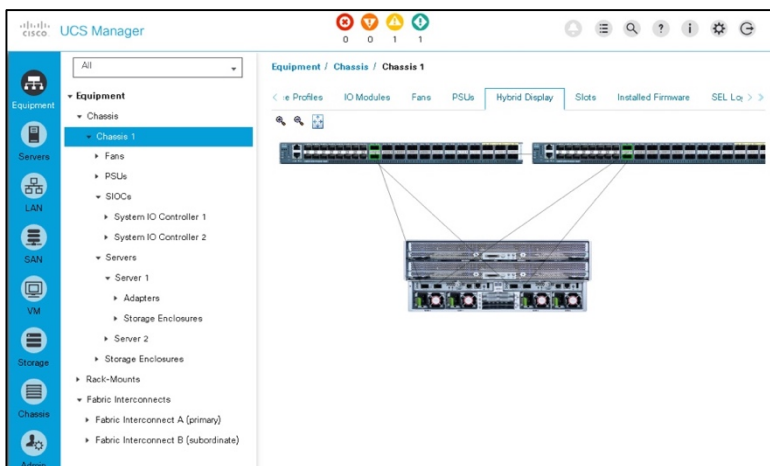 cisco UCS Manager
0 0 1 1
Equipment
Servers
LAN
SAN
VM
Storage
Chassis
Admin
All
Equipment
Chassis
Chassis 1
Fans
PSUs
SIOCs
System IO Controller 1
System IO Controller 2
Servers
Server 1
Adapters
Storage Enclosures
Server 2
Storage Enclosures
Rack-Mounts
Fabric Interconnects
Fabric Interconnect A (primary)
Fabric Interconnect B (subordinate)
Equipment / Chassis / Chassis 1
< ‹e Profiles IO Modules Fans PSUs Hybrid Display Slots Installed Firmware SEL Log > >